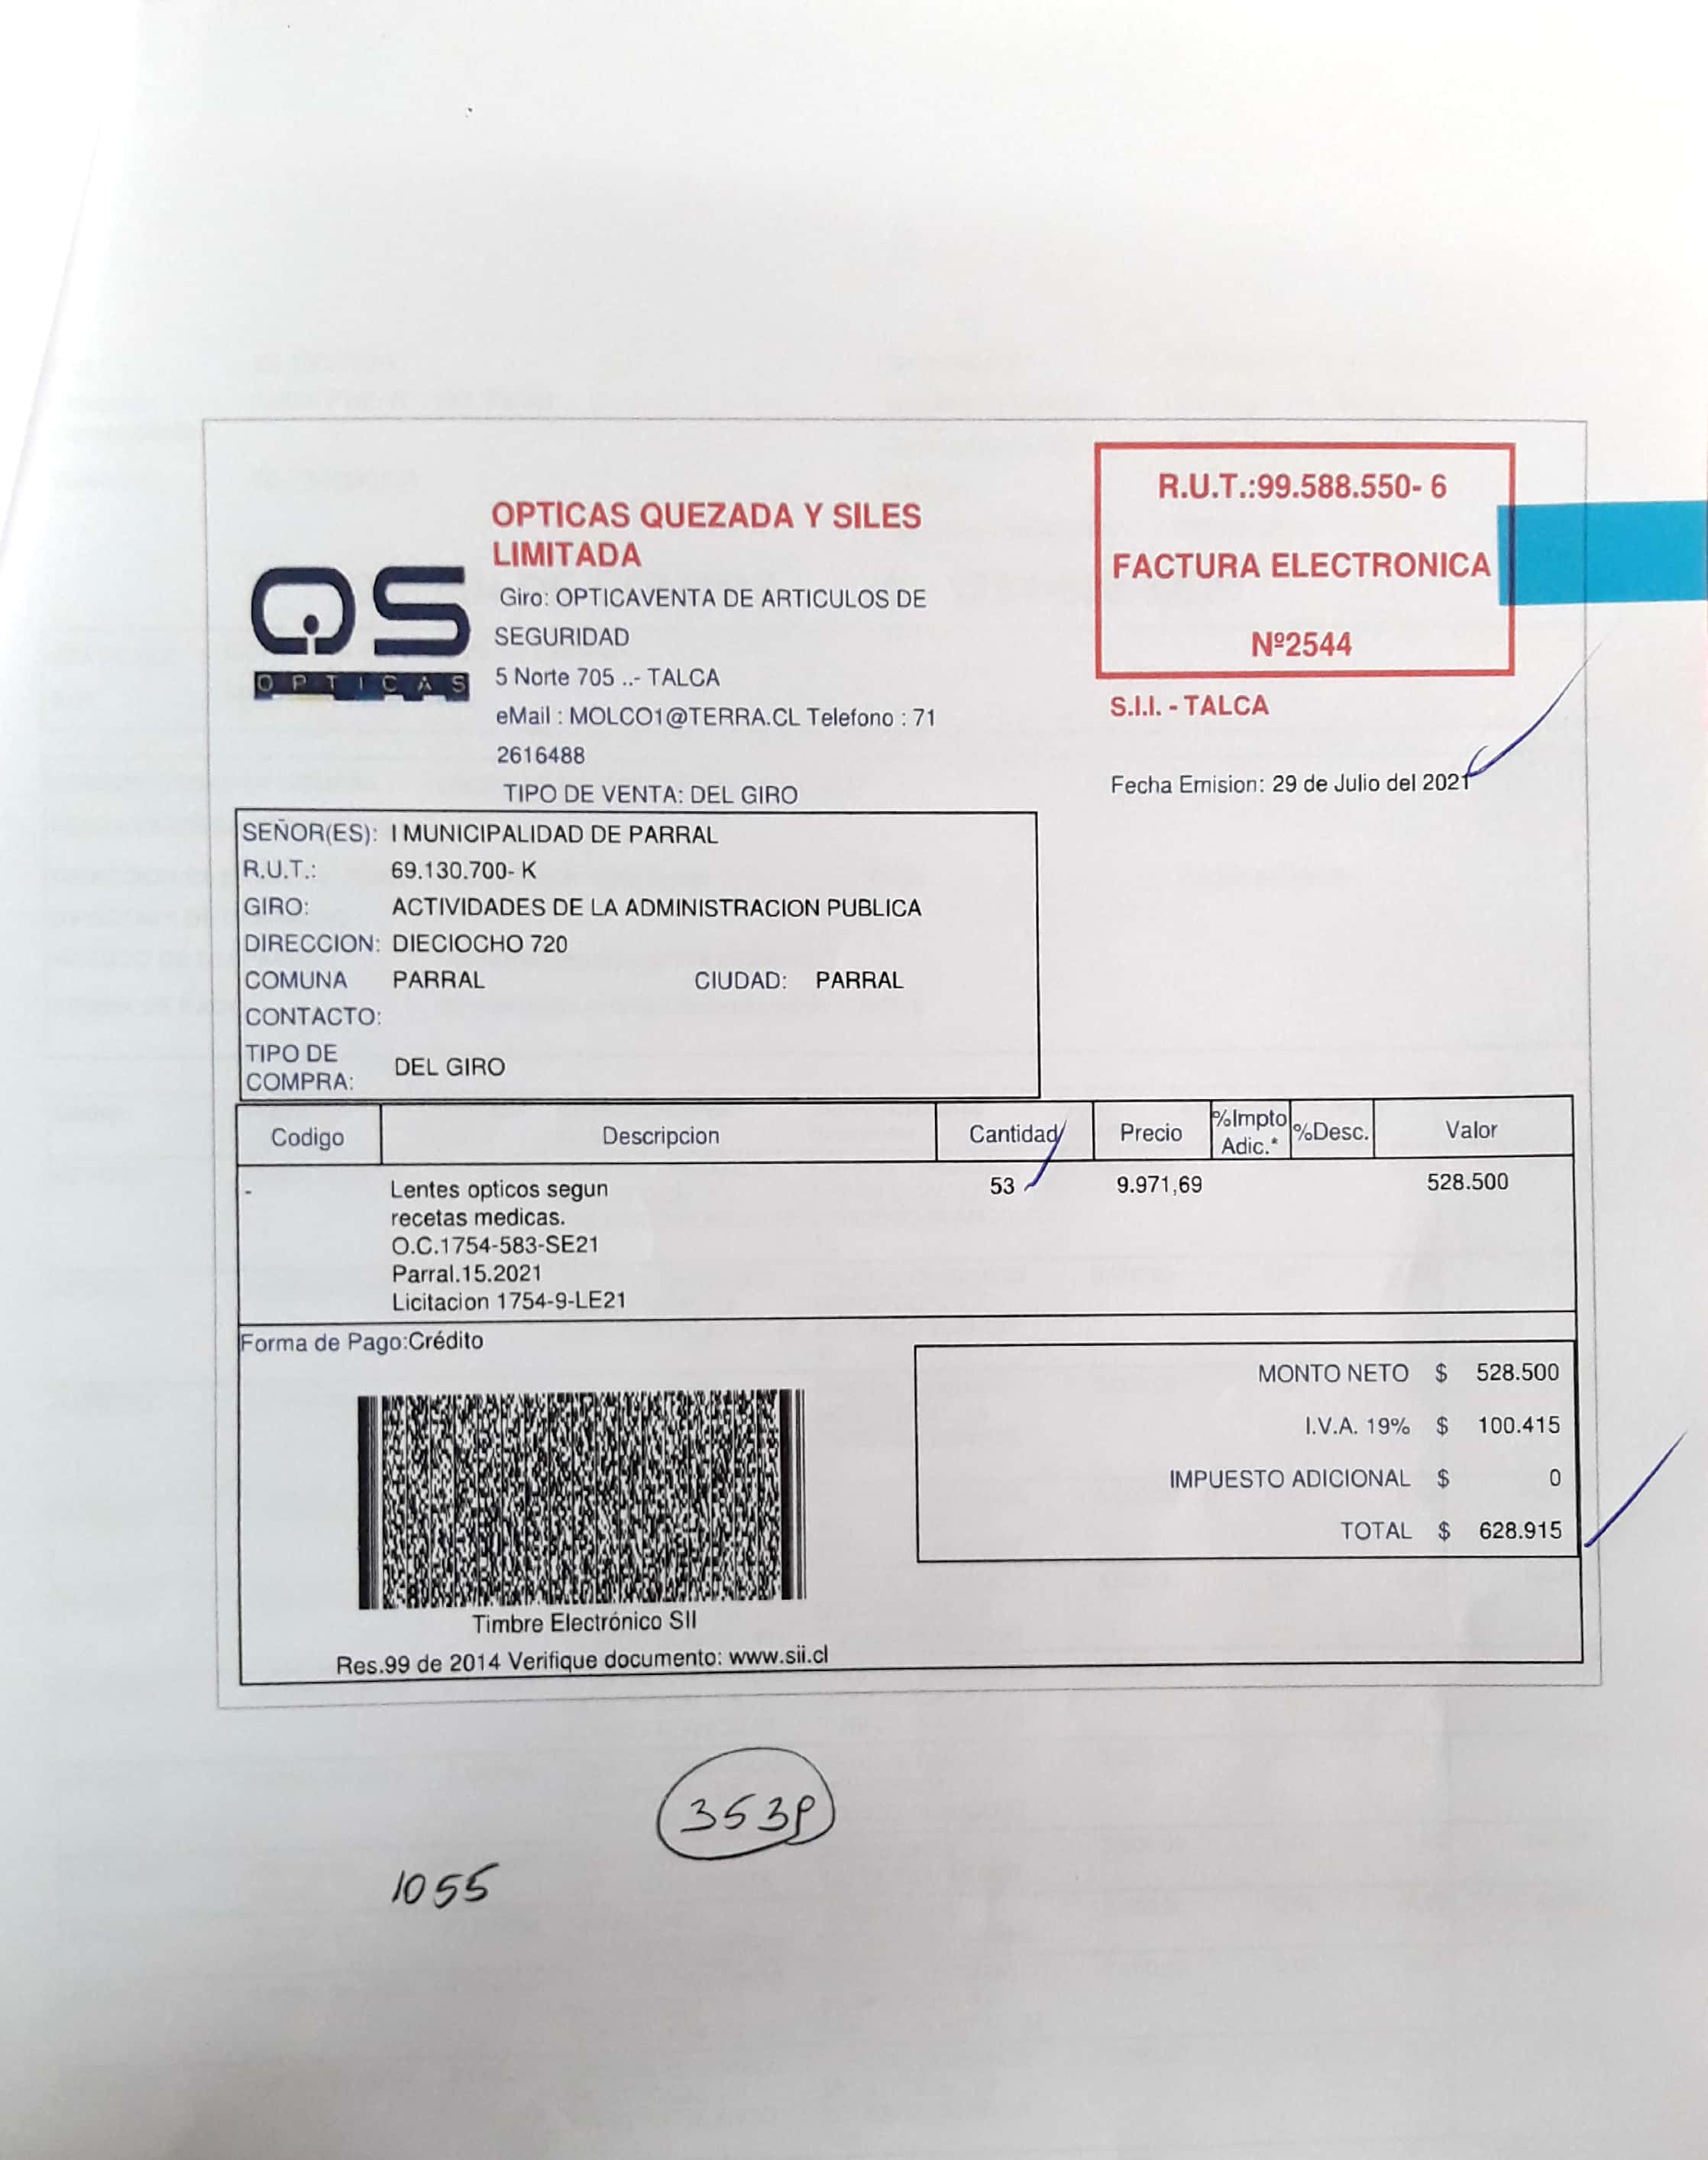 OPTICAS QUEZADA Y SILES
LIMITADA
QS
OPTICAS
Giro: OPTICAVENTA DE ARTICULOS DE
SEGURIDAD
5 Norte 705 ..- TALCA
eMail : MOLCO1@TERRA.CL Telefono : 71
2616488
TIPO DE VENTA: DEL GIRO
R.U.T.:99.588.550- 6
FACTURA ELECTRONICA
Nº2544
S.I.I. - TALCA
Fecha Emision: 29 de Julio del 2021
SEÑOR(ES): I MUNICIPALIDAD DE PARRAL
R.U.T.: 69.130.700- K
GIRO: ACTIVIDADES DE LA ADMINISTRACION PUBLICA
DIRECCION: DIECIOCHO 720
COMUNA PARRAL CIUDAD: PARRAL
CONTACTO:
TIPO DE
COMPRA: DEL GIRO
Codigo Descripcion Cantidad Precio %Impto Adic.* %Desc. Valor
- Lentes opticos segun 53 9.971,69 528.500
recetas medicas.
O.C.1754-583-SE21
Parral.15.2021
Licitacion 1754-9-LE21
Forma de Pago:Crédito
MONTO NETO $ 528.500
I.V.A. 19% $ 100.415
IMPUESTO ADICIONAL $ 0
TOTAL $ 628.915
Timbre Electrónico SII
Res.99 de 2014 Verifique documento: www.sii.cl
1055